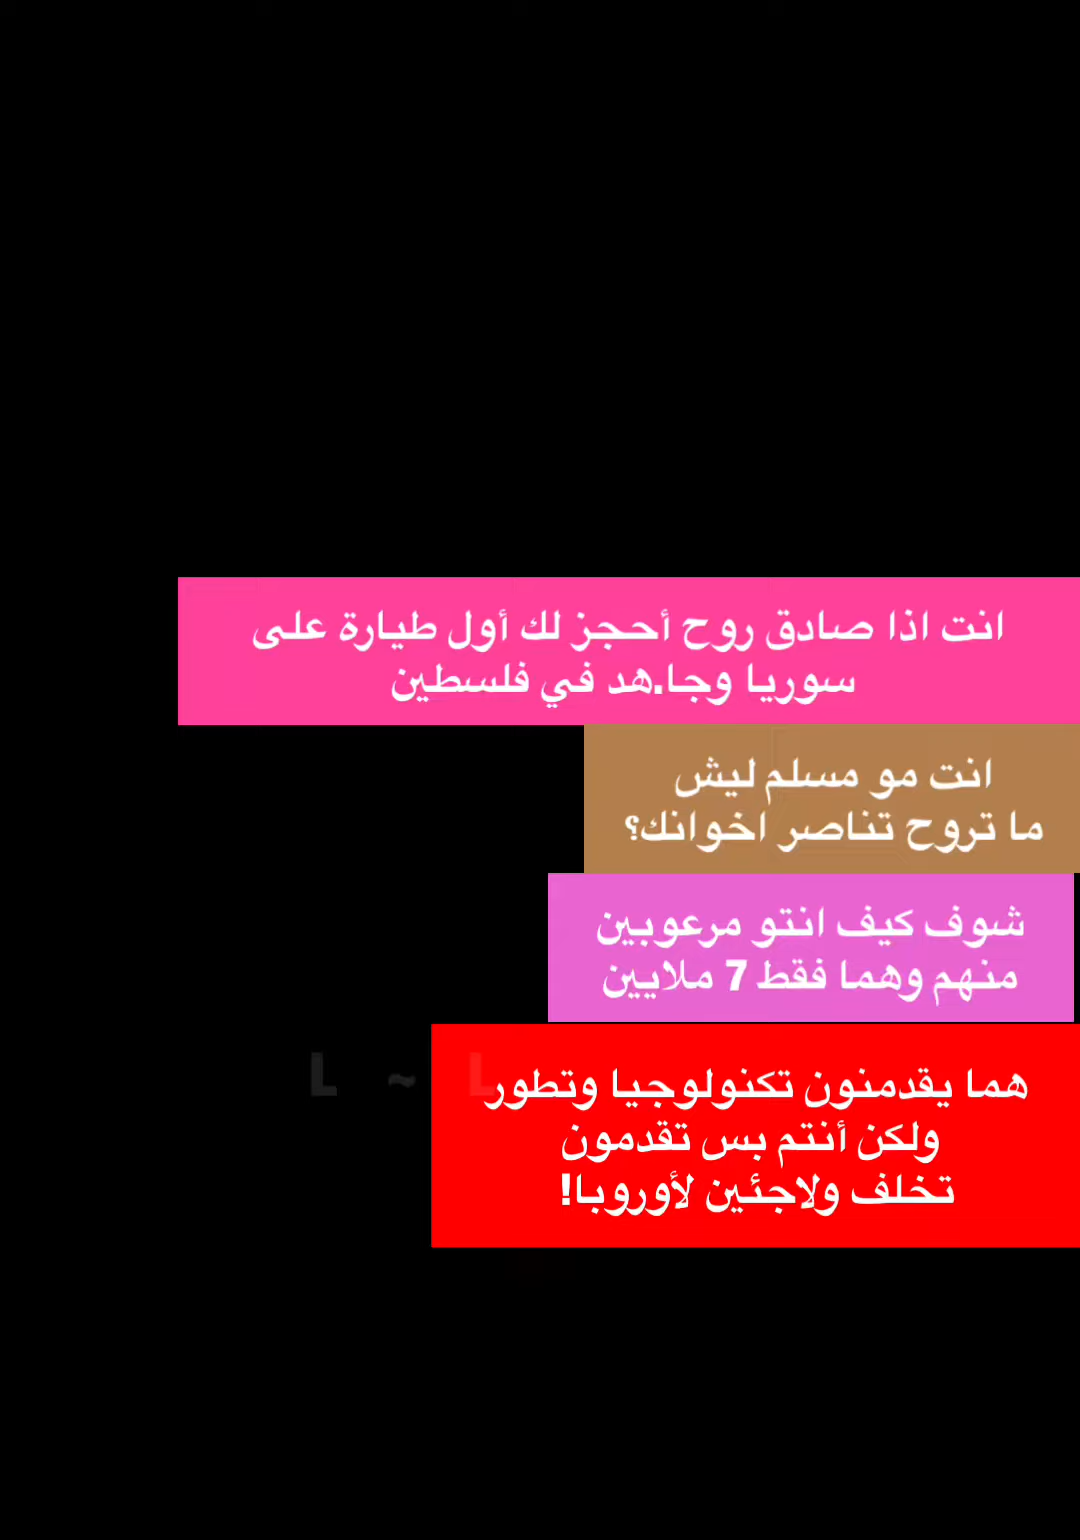 انت اذا صادق روح أحجز لك أول طيارة على
سوريا وجا.هد في فلسطين
انت مو مسلم ليش
ما تروح تناصر اخوانك؟
شوف كيف انتو مرعوبين
منهم وهما فقط 7 ملايين
هما يقدمنون تكنولوجيا وتطور
ولكن أنتم بس تقدمون
تخلف ولاجئين لأوروبا!
L ~ L